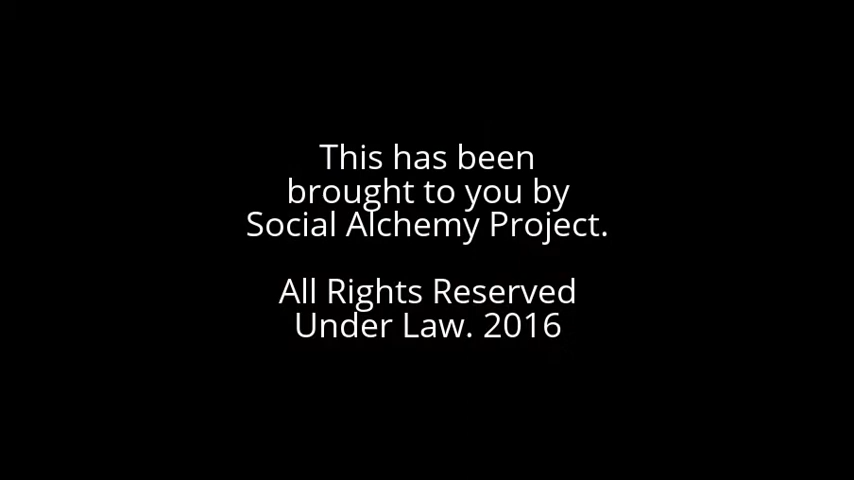 This has been
brought to you by
Social Alchemy Project.
All Rights Reserved
Under Law. 2016